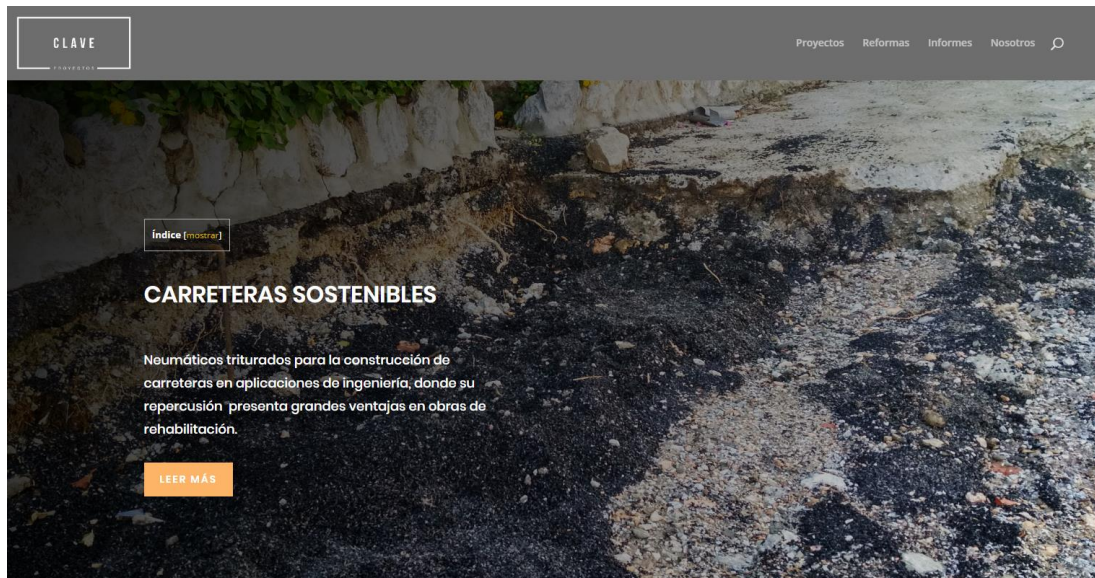 CLAVE
PROYECTOS
Proyectos Reformas Informes Nosotros
Índice [mostrar]
CARRETERAS SOSTENIBLES
Neumáticos triturados para la construcción de
carreteras en aplicaciones de ingeniería, donde su
repercusión presenta grandes ventajas en obras de
rehabilitación.
LEER MÁS